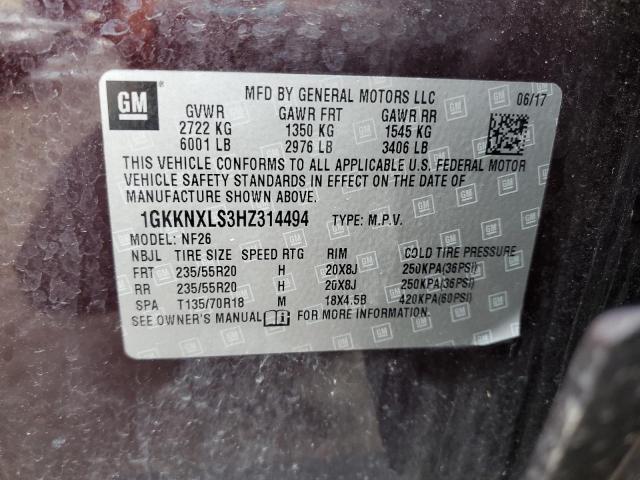 GM
MFD BY GENERAL MOTORS LLC 06/17
GVWR GAWR FRT GAWR RR
2722 KG 1350 KG 1545 KG
6001 LB 2976 LB 3406 LB
THIS VEHICLE CONFORMS TO ALL APPLICABLE U.S. FEDERAL MOTOR
VEHICLE SAFETY STANDARDS IN EFFECT ON THE DATE OF
MANUFACTURE SHOWN ABOVE.
1GKKNXLS3HZ314494 TYPE: M.P.V.
MODEL: NF26
NBJL TIRE SIZE SPEED RTG RIM COLD TIRE PRESSURE
FRT 235/55R20 H 20X8J 250KPA(36PSI)
RR 235/55R20 H 20X8J 250KPA(36PSI)
SPA T135/70R18 M 18X4.5B 420KPA(60PSI)
SEE OWNER'S MANUAL FOR MORE INFORMATION.